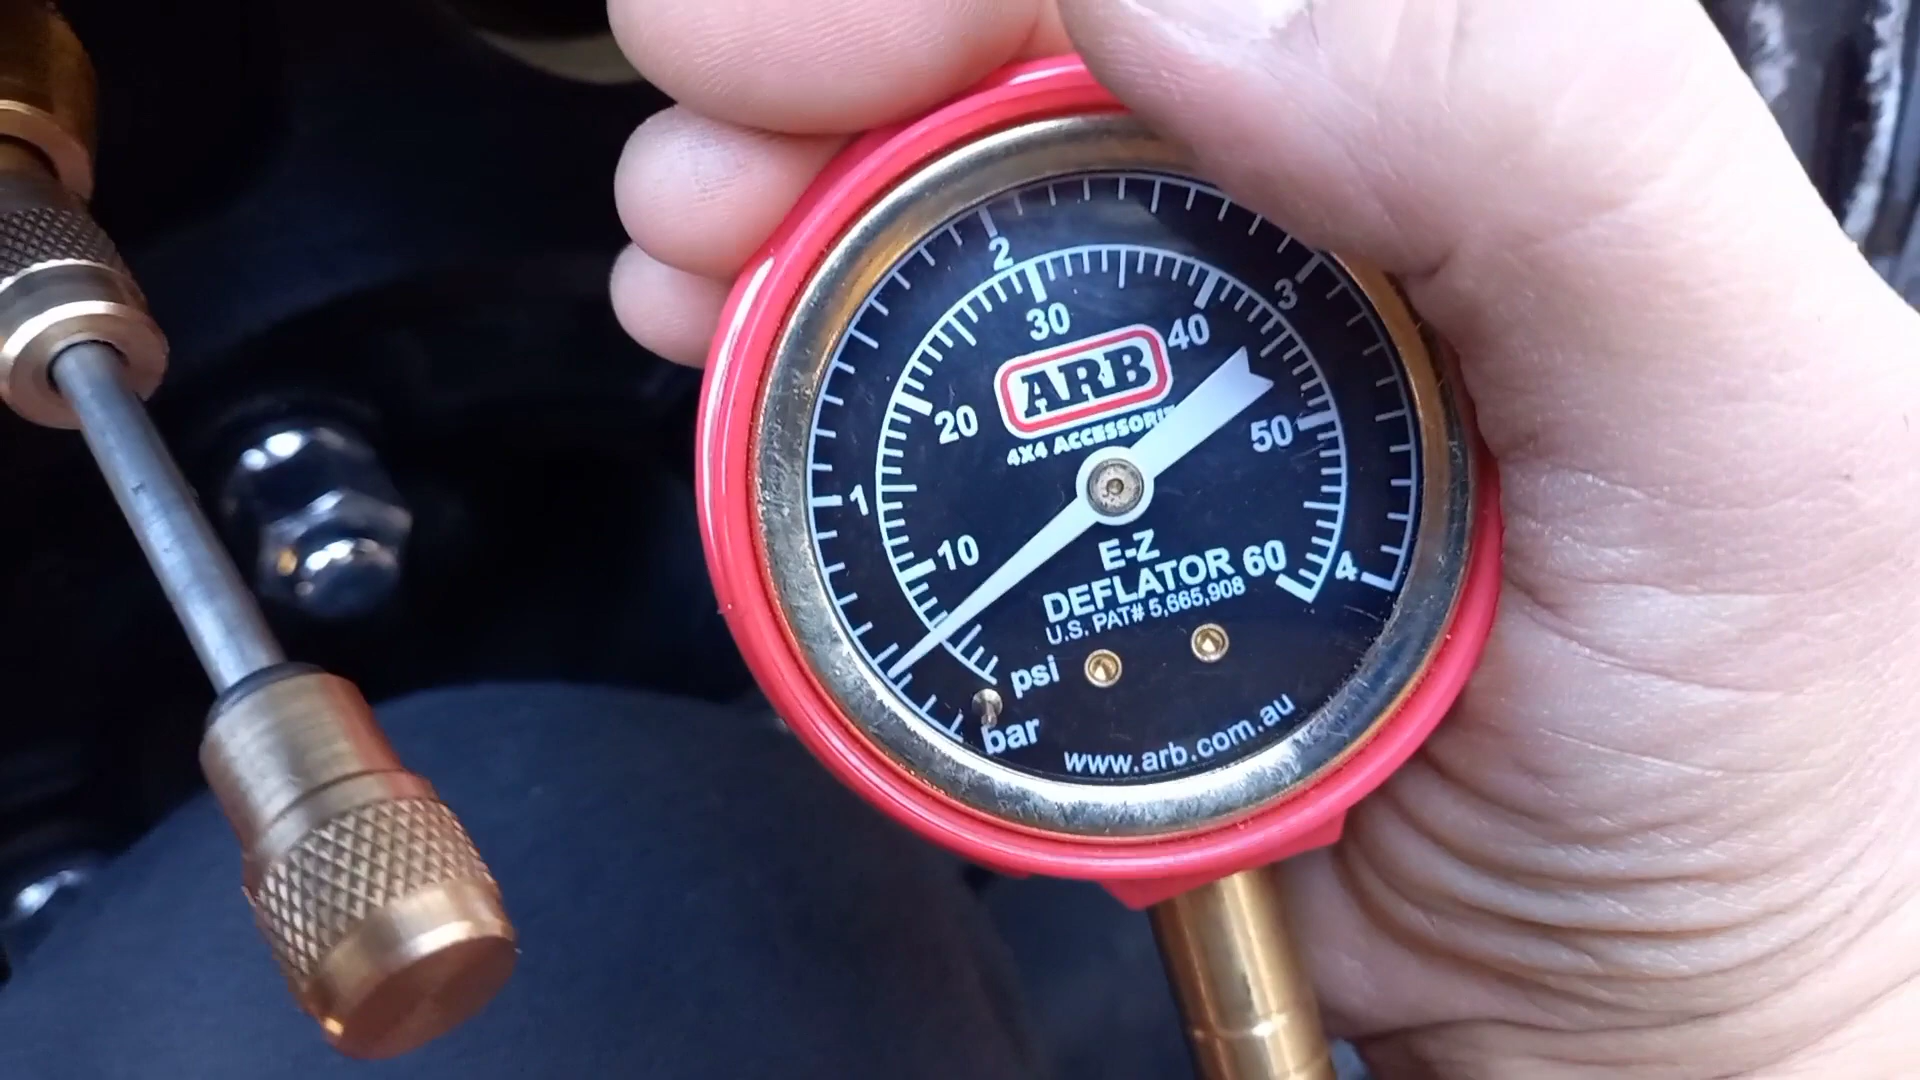 2
3
30
40
ARB
20
4X4 ACCESSORIE
50
1
10
E-Z
DEFLATOR
60
4
U.S. PAT# 5,665,908
psi
bar
www.arb.com.au